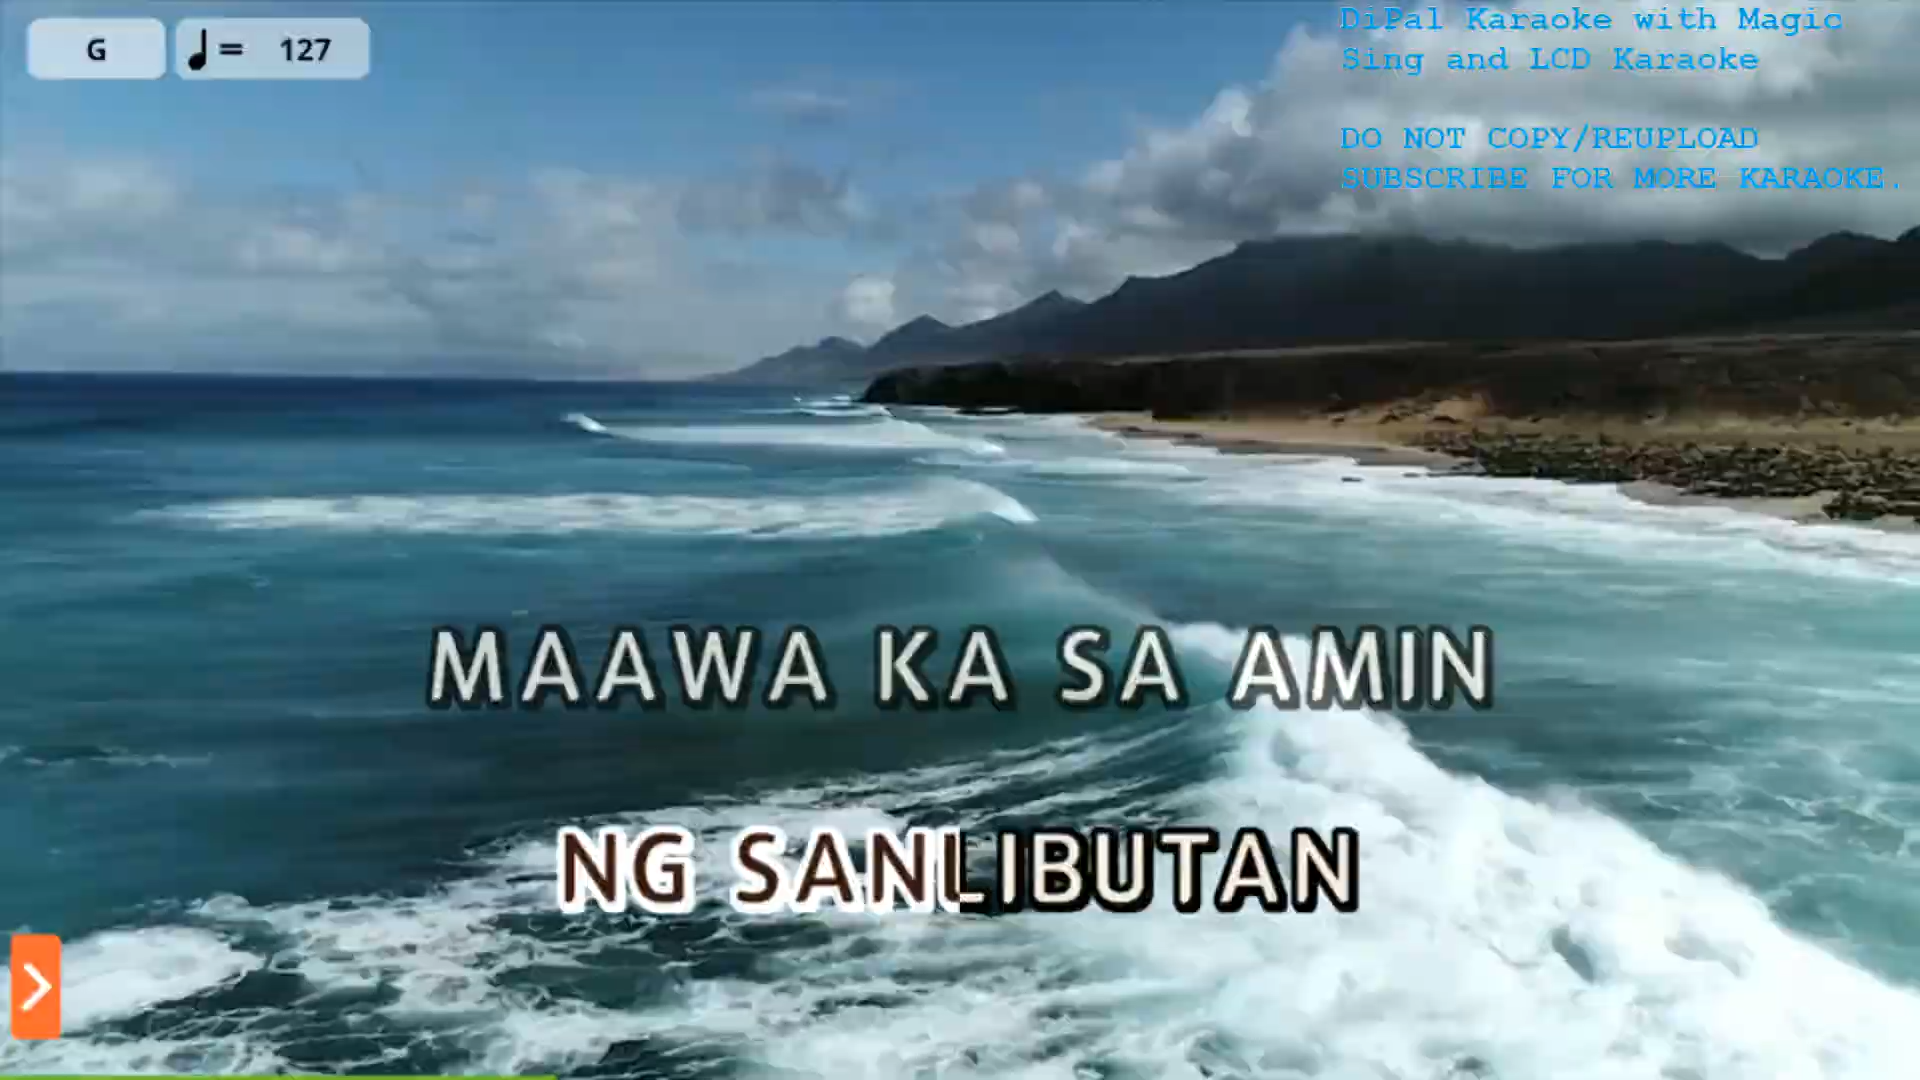 G
♩= 127
DiPal Karaoke with Magic
Sing and LCD Karaoke
DO NOT COPY/REUPLOAD
SUBSCRIBE FOR MORE KARAOKE.
MAAWA KA SA AMIN
NG SANLIBUTAN